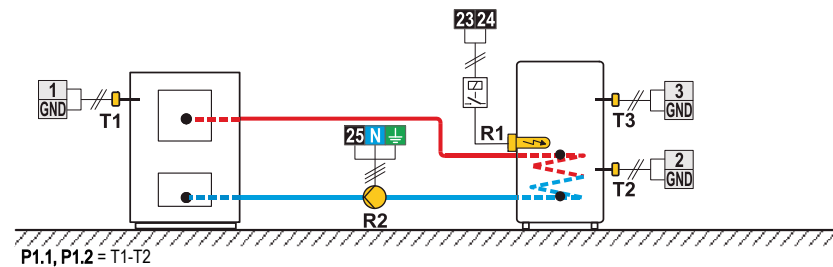 23 24
1
GND
T1
25 N
R1
R2
3
GND
T3
2
GND
T2
P1.1, P1.2 = T1-T2